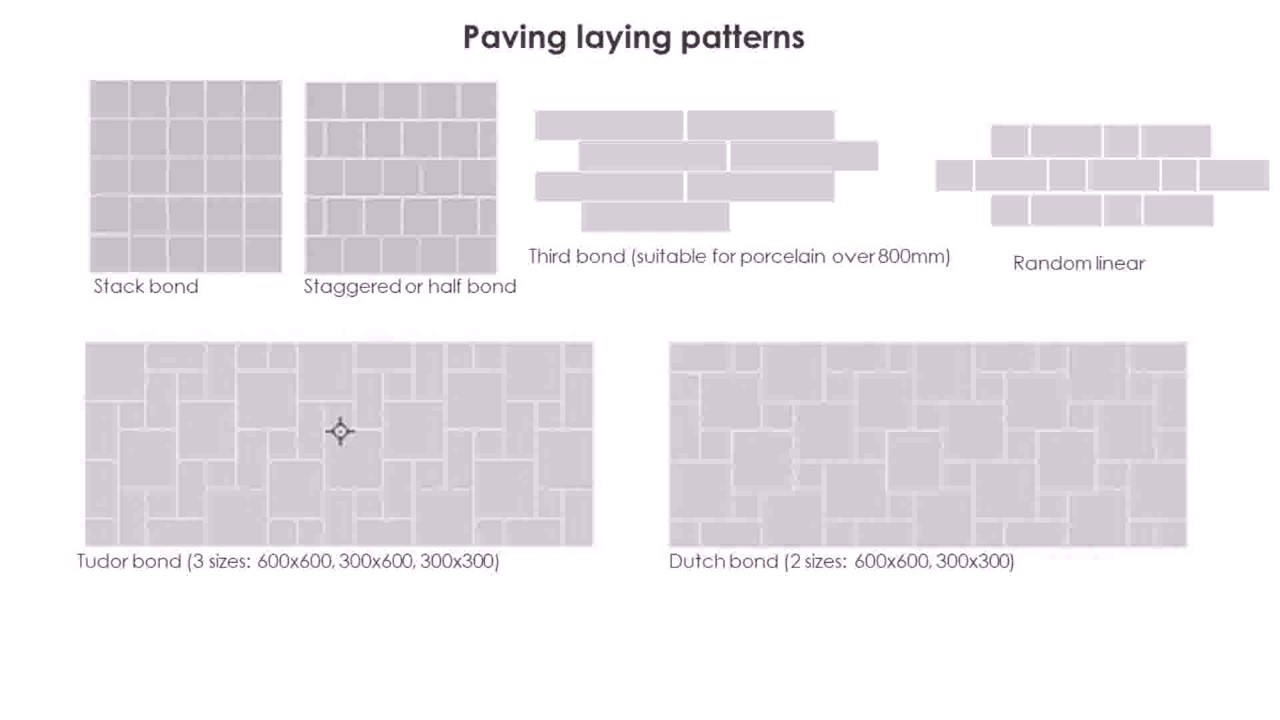 Paving laying patterns
Stack bond
Staggered or half bond
Third bond (suitable for porcelain over 800mm)
Random linear
Tudor bond (3 sizes: 600x600, 300x600, 300x300)
Dutch bond (2 sizes: 600x600, 300x300)